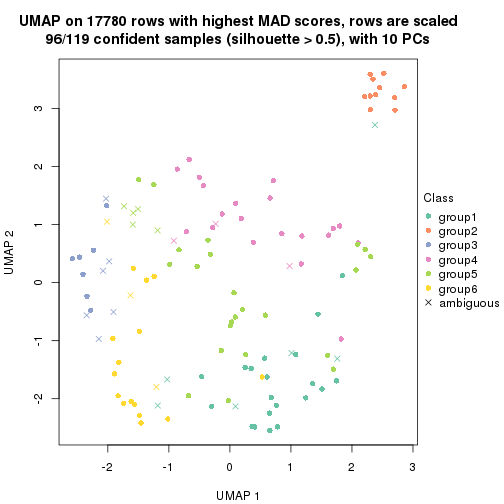 UMAP on 17780 rows with highest MAD scores, rows are scaled
96/119 confident samples (silhouette > 0.5), with 10 PCs
3
2
1
0
-1
-2
UMAP 2
-2
-1
0
1
2
3
UMAP 1
Class
group1
group2
group3
group4
group5
group6
ambiguous